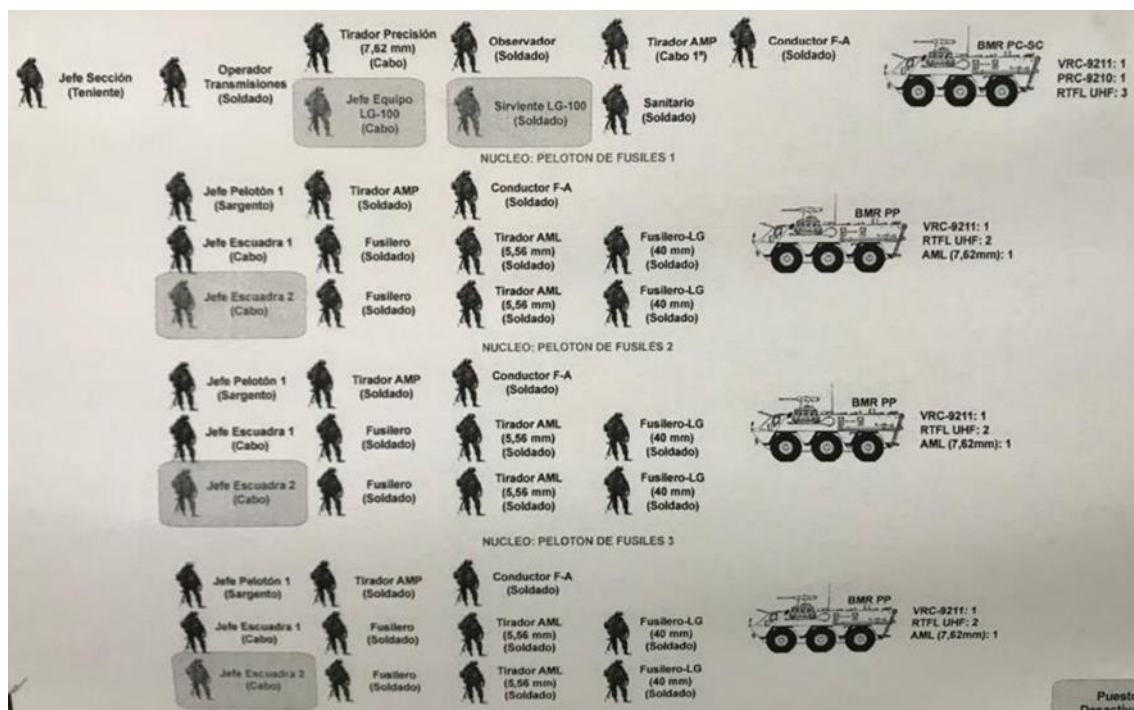 Jefe Sección
(Teniente)
Operador
Transmisiones
(Soldado)
Tirador Precisión
(7,62 mm)
(Cabo)
Observador
(Soldado)
Tirador AMP
(Cabo 1º)
Conductor F-A
(Soldado)
BMR PC-SC
VRC-9211: 1
PRC-9210: 1
RTFL UHF: 3
Jefe Equipo
LG-100
(Cabo)
Sirviente LG-100
(Soldado)
Sanitario
(Soldado)
NUCLEO: PELOTON DE FUSILES 1
Jefe Pelotón 1
(Sargento)
Tirador AMP
(Soldado)
Conductor F-A
(Soldado)
BMR PP
VRC-9211: 1
RTFL UHF: 2
AML (7,62mm): 1
Jefe Escuadra 1
(Cabo)
Fusilero
(Soldado)
Tirador AML
(5,56 mm)
(Soldado)
Fusilero-LG
(40 mm)
(Soldado)
Jefe Escuadra 2
(Cabo)
Fusilero
(Soldado)
Tirador AML
(5,56 mm)
(Soldado)
Fusilero-LG
(40 mm)
(Soldado)
NUCLEO: PELOTON DE FUSILES 2
Jefe Pelotón 1
(Sargento)
Tirador AMP
(Soldado)
Conductor F-A
(Soldado)
BMR PP
VRC-9211: 1
RTFL UHF: 2
AML (7,62mm): 1
Jefe Escuadra 1
(Cabo)
Fusilero
(Soldado)
Tirador AML
(5,56 mm)
(Soldado)
Fusilero-LG
(40 mm)
(Soldado)
Jefe Escuadra 2
(Cabo)
Fusilero
(Soldado)
Tirador AML
(5,56 mm)
(Soldado)
Fusilero-LG
(40 mm)
(Soldado)
NUCLEO: PELOTON DE FUSILES 3
Jefe Pelotón 1
(Sargento)
Tirador AMP
(Soldado)
Conductor F-A
(Soldado)
BMR PP
VRC-9211: 1
RTFL UHF: 2
AML (7,62mm): 1
Jefe Escuadra 1
(Cabo)
Fusilero
(Soldado)
Tirador AML
(5,56 mm)
(Soldado)
Fusilero-LG
(40 mm)
(Soldado)
Jefe Escuadra 2
(Cabo)
Fusilero
(Soldado)
Tirador AML
(5,56 mm)
(Soldado)
Fusilero-LG
(40 mm)
(Soldado)
Puesto